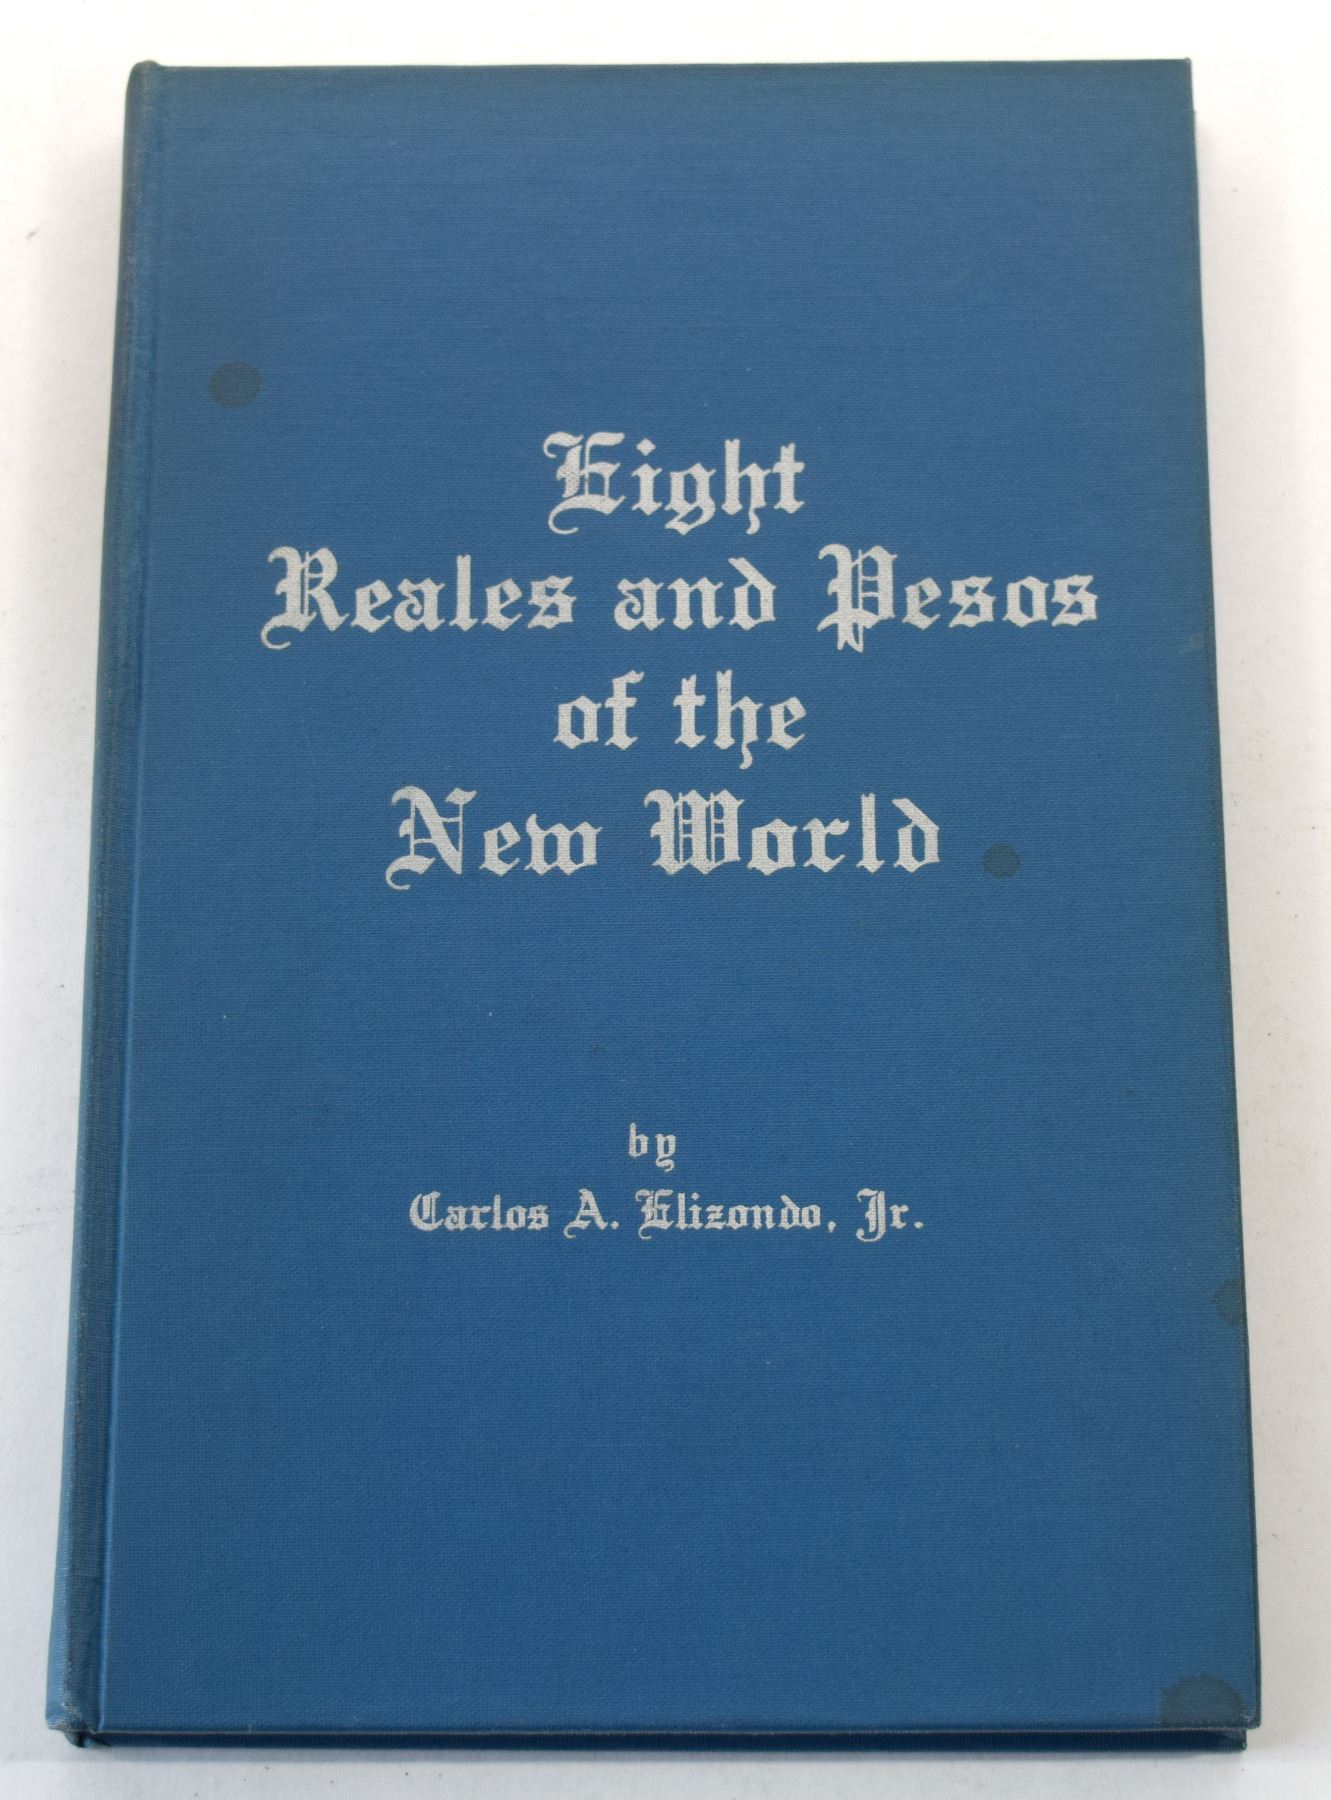 Eight
Reales and Pesos
of the
New World
by
Carlos A. Elizondo, Jr.